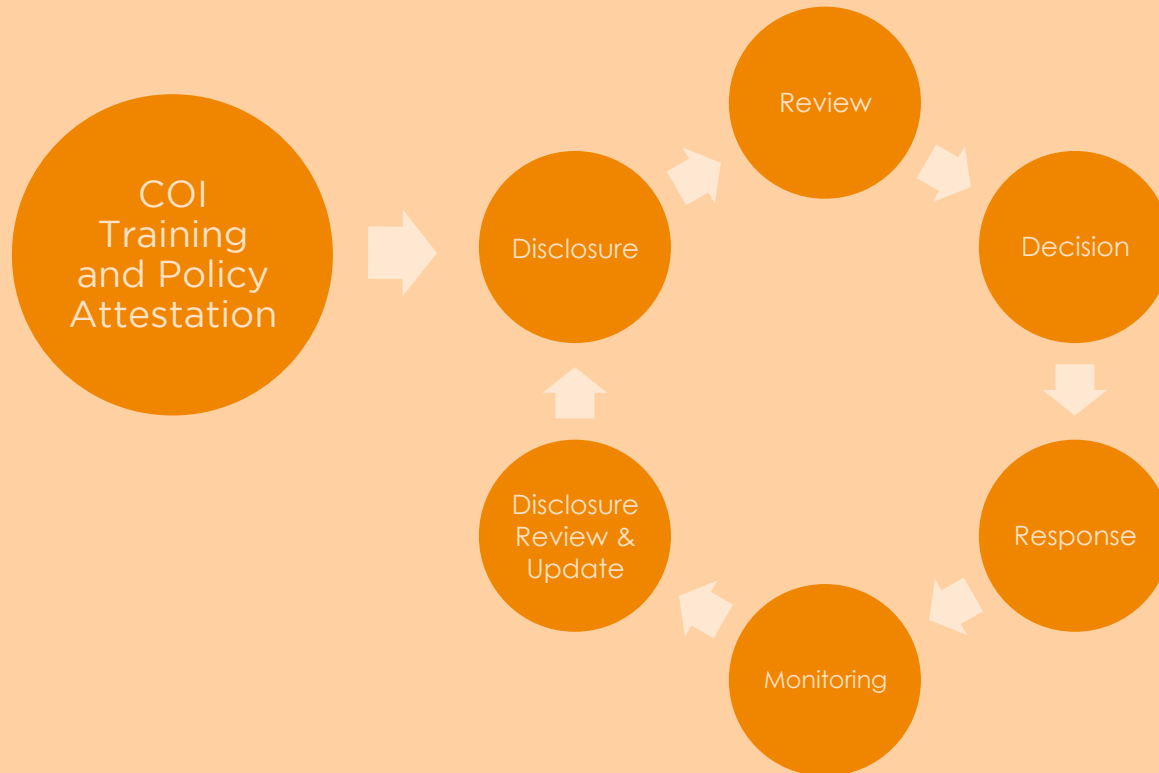 COI
Training
and Policy
Attestation
Disclosure
Review
Decision
Response
Monitoring
Disclosure
Review &
Update